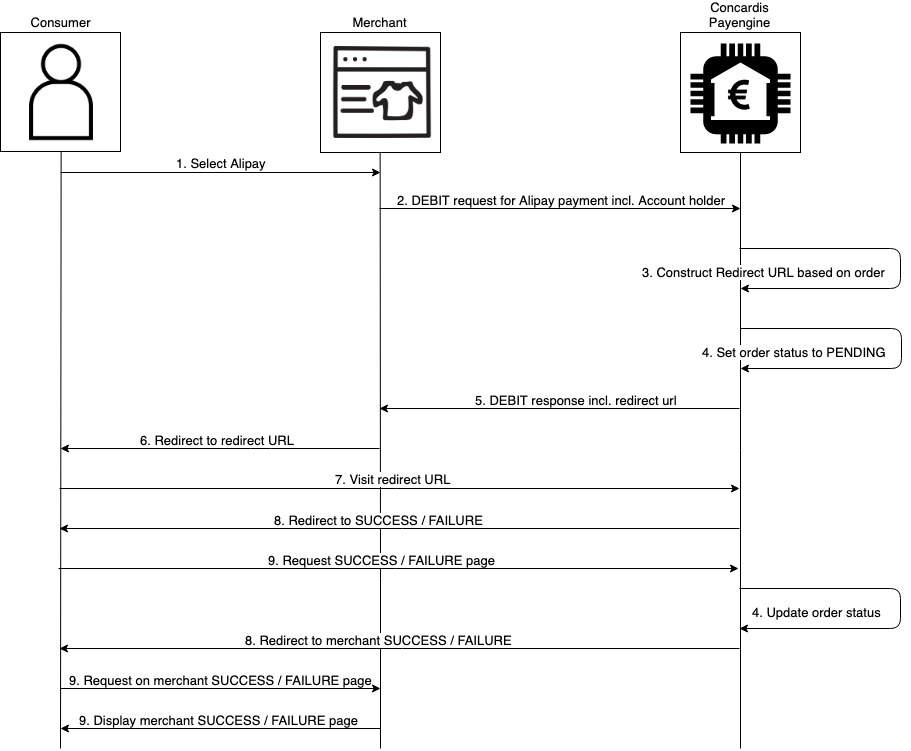 Consumer
Merchant
Concardis
Payengine
€
1. Select Alipay
2. DEBIT request for Alipay payment incl. Account holder
3. Construct Redirect URL based on order
4. Set order status to PENDING
5. DEBIT response incl. redirect url
6. Redirect to redirect URL
7. Visit redirect URL
8. Redirect to SUCCESS / FAILURE
9. Request SUCCESS / FAILURE page
4. Update order status
8. Redirect to merchant SUCCESS / FAILURE
9. Request on merchant SUCCESS / FAILURE page
9. Display merchant SUCCESS / FAILURE page